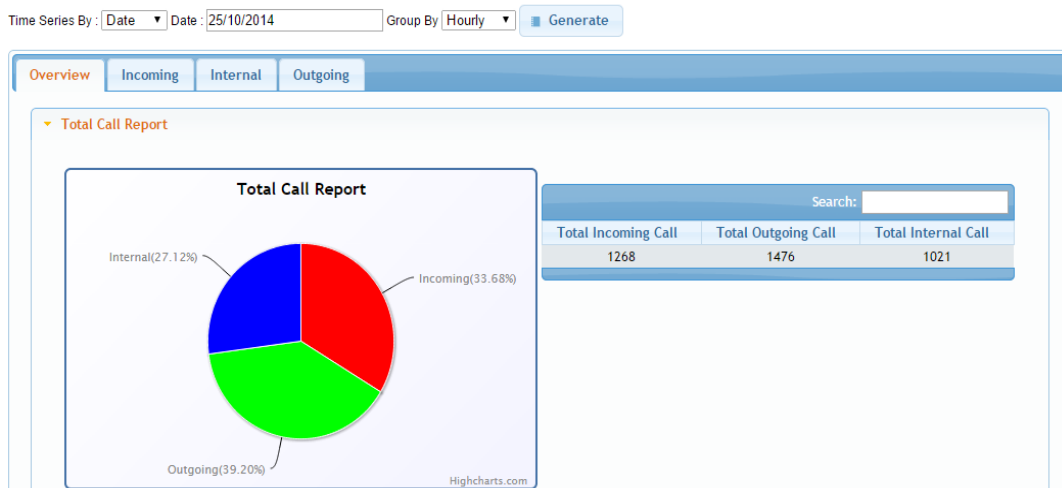 Time Series By : Date Date : 25/10/2014 Group By Hourly Generate
Overview Incoming Internal Outgoing
Total Call Report
Total Call Report
Search:
Total Incoming Call Total Outgoing Call Total Internal Call
1268 1476 1021
Internal(27.12%)
Incoming(33.68%)
Outgoing(39.20%)
Highcharts.com